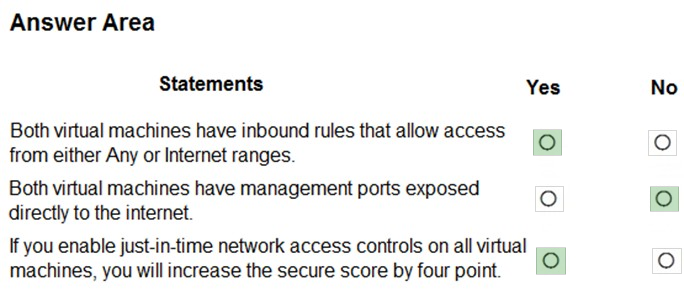 Answer Area
Statements Yes No
Both virtual machines have inbound rules that allow access
from either Any or Internet ranges.
Both virtual machines have management ports exposed
directly to the internet.
If you enable just-in-time network access controls on all virtual
machines, you will increase the secure score by four point.